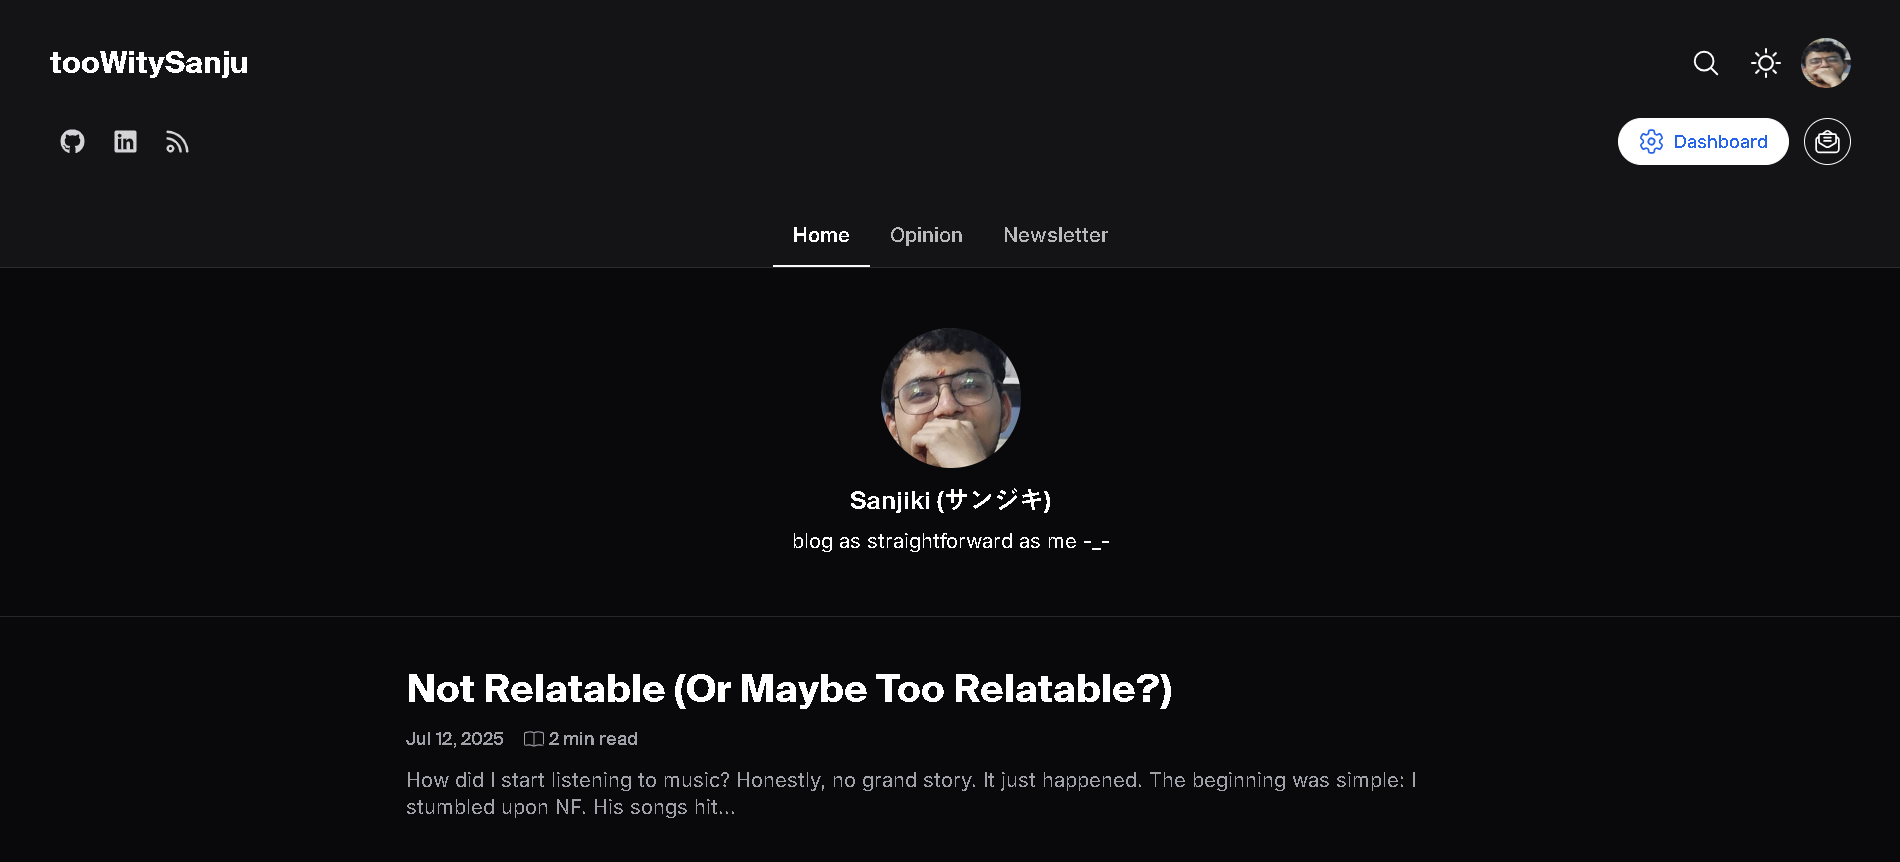 tooWitySanju
Dashboard
Home Opinion Newsletter
Sanjiki (サンジキ)
blog as straightforward as me -_-
Not Relatable (Or Maybe Too Relatable?)
Jul 12, 2025 2 min read
How did I start listening to music? Honestly, no grand story. It just happened. The beginning was simple: I
stumbled upon NF. His songs hit...